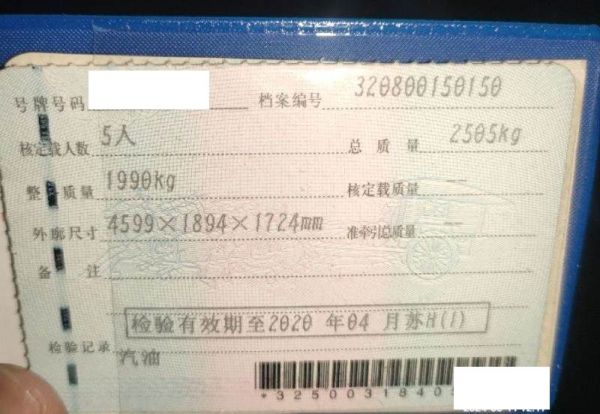 号牌号码 档案编号 320800150150
核定载人数 5人 总质量 2505kg
整备质量 1990kg 核定载质量
外廓尺寸 4599×1894×1724mm 准牵引总质量
备注
检验有效期至2020 年04 月苏H(1)
检验记录
汽油
*3250031840